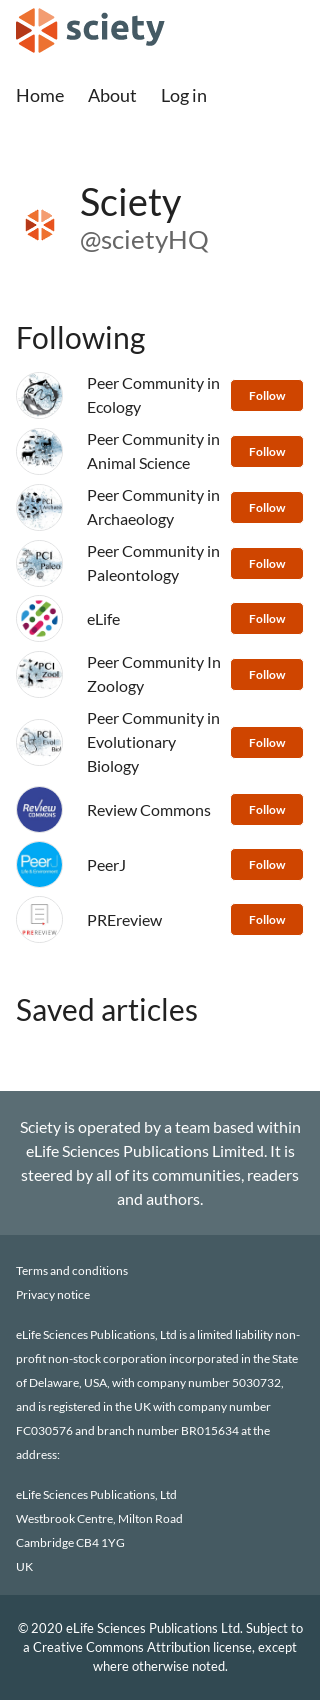 sciety
Home About Log in
Sciety
@scietyHQ
Following
Peer Community in
Ecology
Follow
Peer Community in
Animal Science
Follow
PCI
Archaeo
Peer Community in
Archaeology
Follow
PCI
Paleo
Peer Community in
Paleontology
Follow
eLife
Follow
PCI
Zool
Peer Community In
Zoology
Follow
PCI
Evol Biol
Peer Community in
Evolutionary
Biology
Follow
Review
COMMONS
Review Commons
Follow
PeerJ
Life & Environment
PeerJ
Follow
PREREVIEW
PREreview
Follow
Saved articles
Sciety is operated by a team based within
eLife Sciences Publications Limited. It is
steered by all of its communities, readers
and authors.
Terms and conditions
Privacy notice
eLife Sciences Publications, Ltd is a limited liability non-
profit non-stock corporation incorporated in the State
of Delaware, USA, with company number 5030732,
and is registered in the UK with company number
FC030576 and branch number BR015634 at the
address:
eLife Sciences Publications, Ltd
Westbrook Centre, Milton Road
Cambridge CB4 1YG
UK
© 2020 eLife Sciences Publications Ltd. Subject to
a Creative Commons Attribution license, except
where otherwise noted.